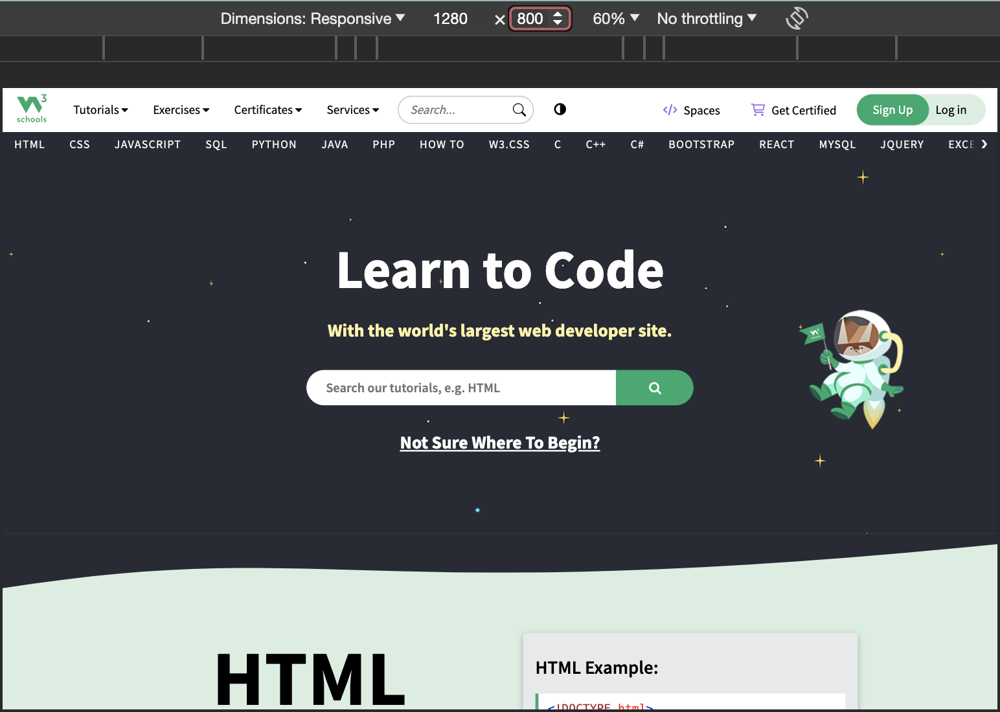 Dimensions: Responsive 1280 × 800 60% No throttling
W3 schools Tutorials Exercises Certificates Services Search... Spaces Get Certified Sign Up Log in
HTML CSS JAVASCRIPT SQL PYTHON JAVA PHP HOW TO W3.CSS C C++ C# BOOTSTRAP REACT MYSQL JQUERY EXCE
Learn to Code
With the world's largest web developer site.
Search our tutorials, e.g. HTML
Not Sure Where To Begin?
HTML
HTML Example:
<!DOCTYPE html>